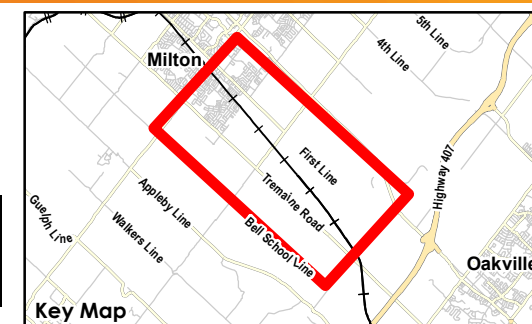 5th Line
4th Line
Milton
Highway 407
First Line
Tremaine Road
Bell School Line
Appleby Line
Walkers Line
Guelph Line
Oakville
Key Map